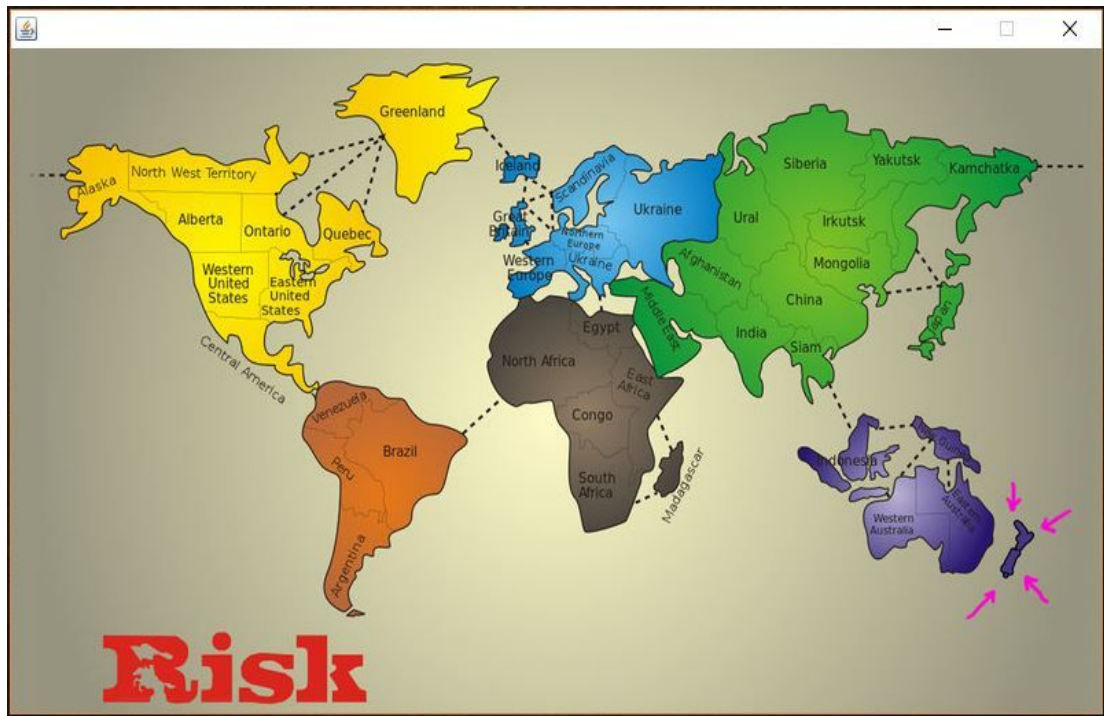 Greenland
Iceland
Scandinavia
Siberia
Yakutsk
Kamchatka
Alaska
North West Territory
Alberta
Ontario
Quebec
Great
Britain
Ukraine
Northern
Europe
Ural
Irkutsk
Western
United
States
Eastern
United
States
Western
Europe
Ukraine
Afghanistan
Mongolia
Central America
Egypt
Middle East
China
Japan
India
Siam
North Africa
East
Africa
Venezuela
Brazil
Congo
Peru
South
Africa
Madagascar
Indonesia
Western
Australia
Eastern
Australia
Argentina
Risk